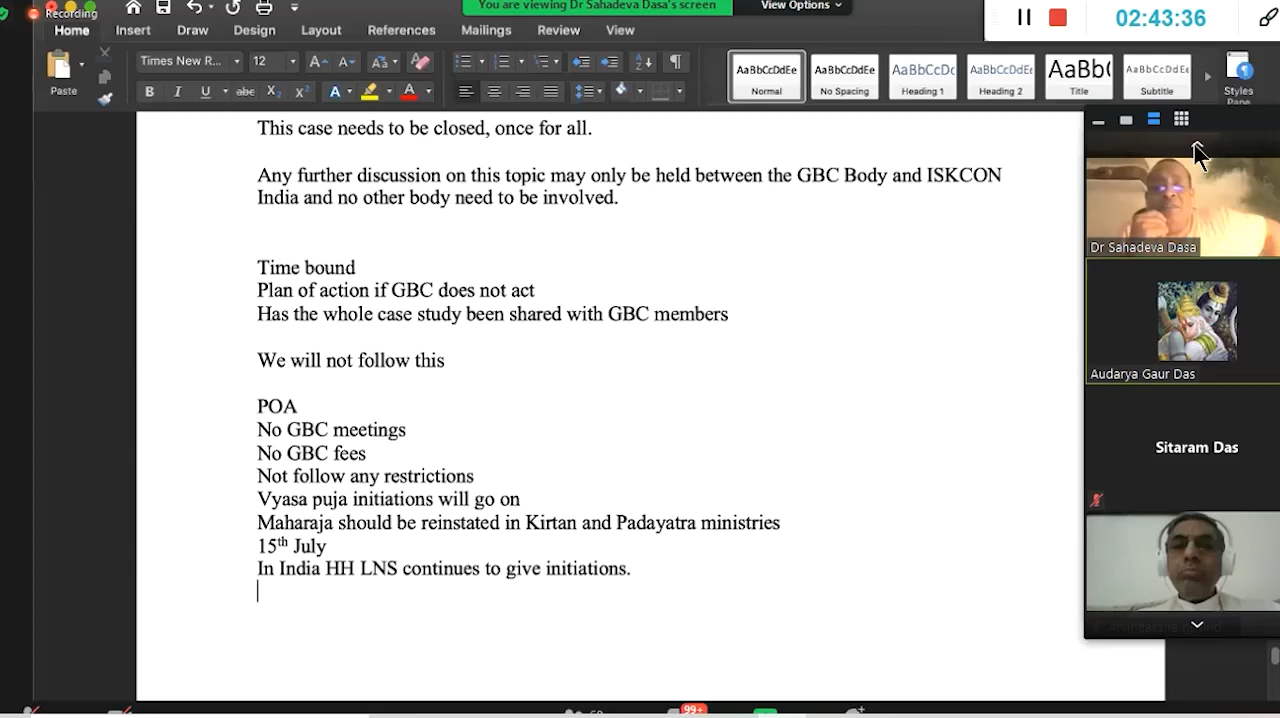 Recording
You are viewing Dr Sahadeva Dasa's screen
View Options
02:43:36
Home
Insert
Draw
Design
Layout
References
Mailings
Review
View
Paste
Times New R...
12
AaBbCcDdEe
Normal
AaBbCcDdEe
No Spacing
AaBbCcDc
Heading 1
AaBbCcDdE
Heading 2
AaBb(
Title
AaBbCcDdEe
Subtitle
Styles
Pane
This case needs to be closed, once for all.
Any further discussion on this topic may only be held between the GBC Body and ISKCON
India and no other body need to be involved.
Time bound
Plan of action if GBC does not act
Has the whole case study been shared with GBC members
We will not follow this
POA
No GBC meetings
No GBC fees
Not follow any restrictions
Vyasa puja initiations will go on
Maharaja should be reinstated in Kirtan and Padayatra ministries
15th July
In India HH LNS continues to give initiations.
Dr Sahadeva Dasa
Audarya Gaur Das
Sitaram Das
99+